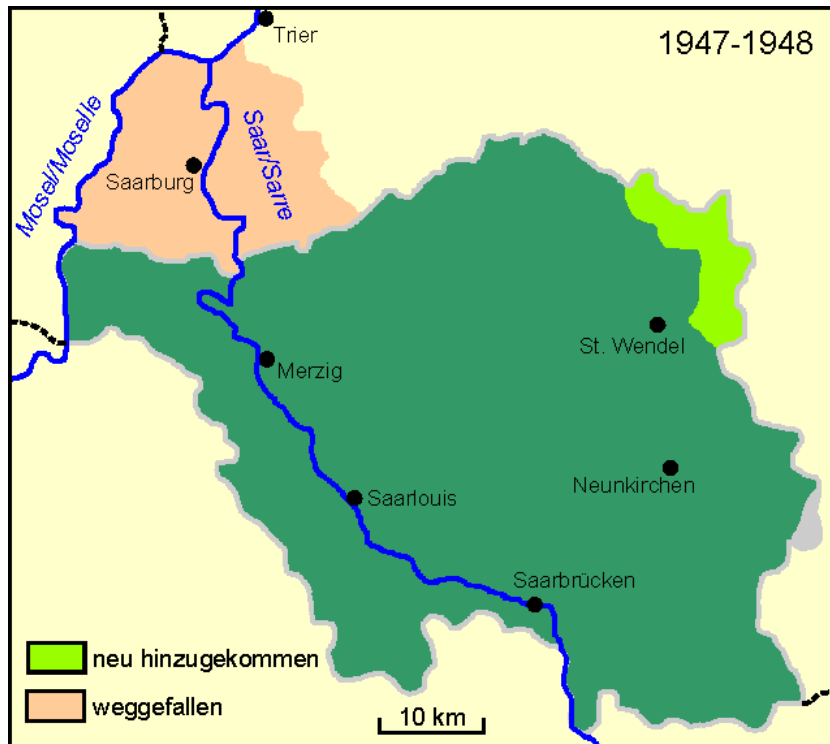 Trier
1947-1948
Mosel/Moselle
Saar/Sarre
Saarburg
St. Wendel
Merzig
Neunkirchen
Saarlouis
Saarbrücken
neu hinzugekommen
weggefallen
10 km